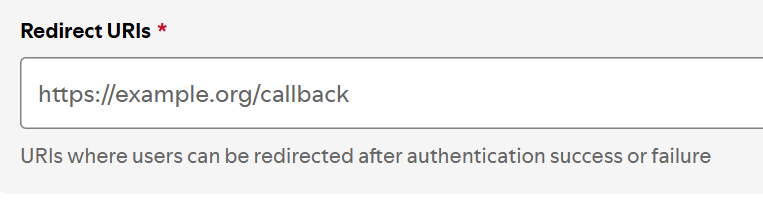 Redirect URIs *
https://example.org/callback
URIs where users can be redirected after authentication success or failure